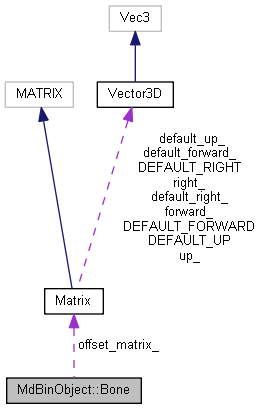 Vec3
MATRIX
Vector3D
default_up_
default_forward_
DEFAULT_RIGHT
right_
default_right_
forward_
DEFAULT_FORWARD
DEFAULT_UP
up_
Matrix
offset_matrix_
MdBinObject::Bone